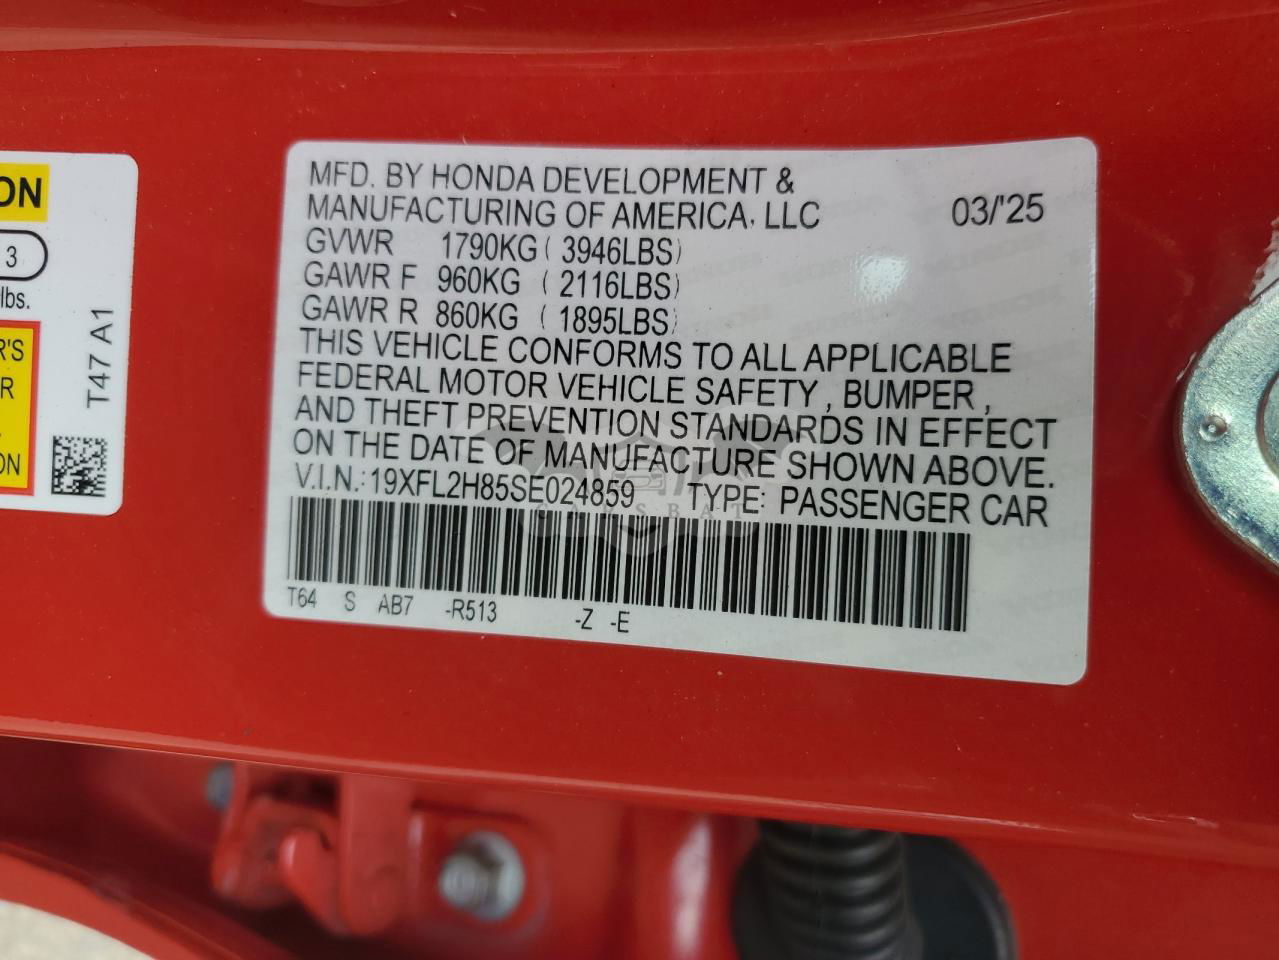 ON
3
lbs.
R'S
R
ON
T47 A1
MFD. BY HONDA DEVELOPMENT &
MANUFACTURING OF AMERICA, LLC 03/'25
GVWR 1790KG ( 3946LBS)
GAWR F 960KG ( 2116LBS)
GAWR R 860KG ( 1895LBS)
THIS VEHICLE CONFORMS TO ALL APPLICABLE
FEDERAL MOTOR VEHICLE SAFETY , BUMPER ,
AND THEFT PREVENTION STANDARDS IN EFFECT
ON THE DATE OF MANUFACTURE SHOWN ABOVE.
V.I.N.: 19XFL2H85SE024859 TYPE: PASSENGER CAR
CARSBAT
T64 S AB7 -R513 -Z -E